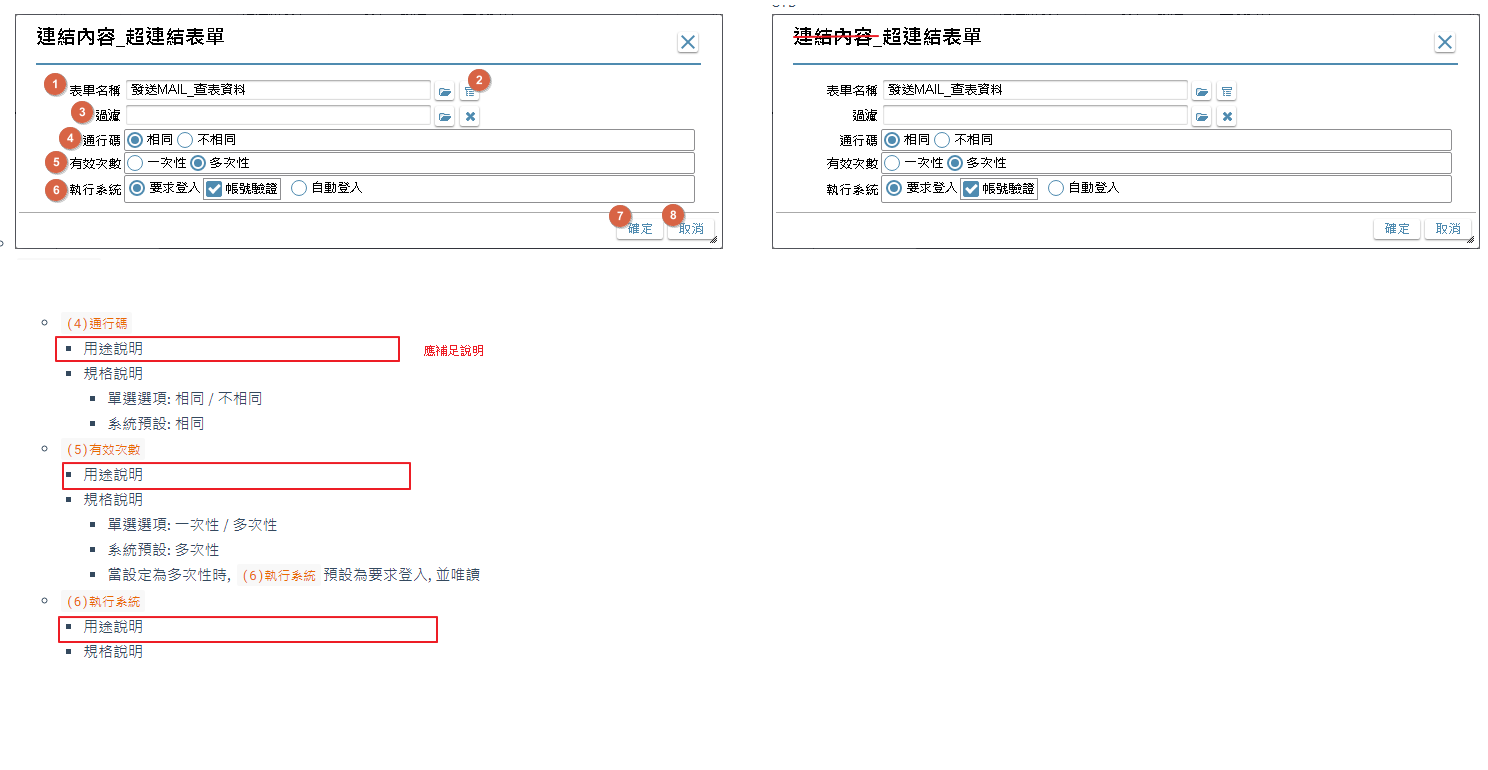 連結內容_超連結表單
1 表單名稱 發送MAIL_查表資料 2
3 過濾
4 通行碼 相同 不相同
5 有效次數 一次性 多次性
6 執行系統 要求登入 帳號驗證 自動登入
7 確定 8 取消
連結內容_超連結表單
表單名稱 發送MAIL_查表資料
過濾
通行碼 相同 不相同
有效次數 一次性 多次性
執行系統 要求登入 帳號驗證 自動登入
確定 取消
(4)通行碼
用途說明 應補足說明
規格說明
單選選項: 相同 / 不相同
系統預設: 相同
(5)有效次數
用途說明
規格說明
單選選項: 一次性 / 多次性
系統預設: 多次性
當設定為多次性時, (6)執行系統 預設為要求登入, 並唯讀
(6)執行系統
用途說明
規格說明